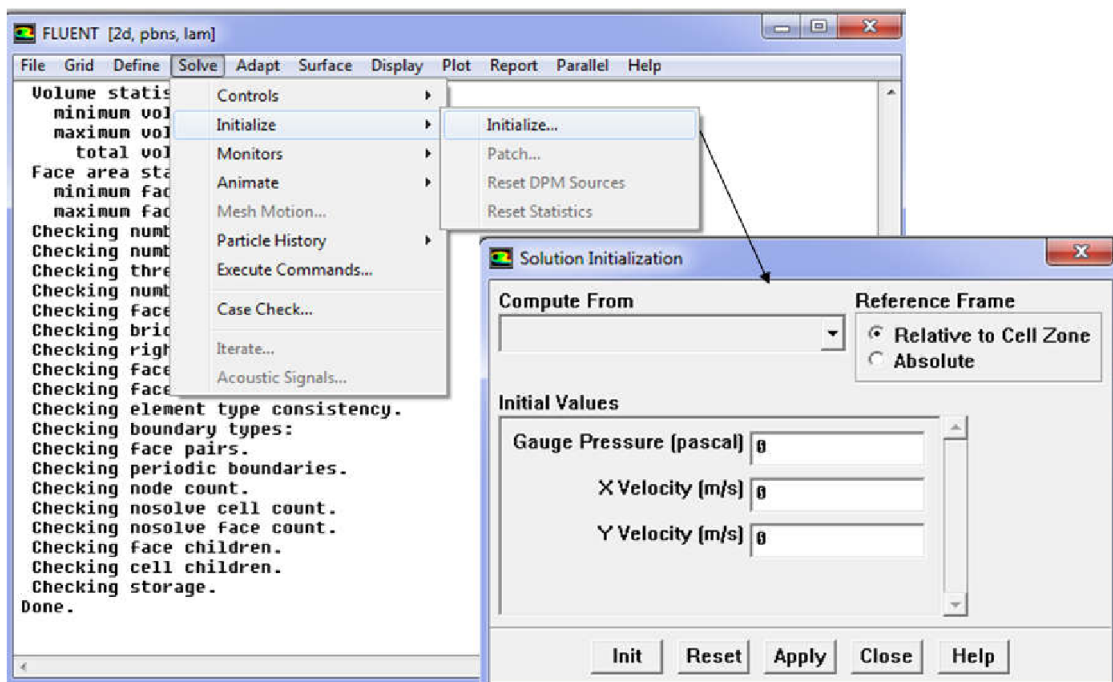 FLUENT [2d, pbns, lam]
File Grid Define Solve Adapt Surface Display Plot Report Parallel Help
Volume statis
minimum vol
maximum vol
total vol
Face area sta
minimum fac
maximum fac
Checking numb
Checking numb
Checking thre
Checking numb
Checking face
Checking brid
Checking righ
Checking face
Checking face
Checking element type consistency.
Checking boundary types:
Checking face pairs.
Checking periodic boundaries.
Checking node count.
Checking nosolve cell count.
Checking nosolve face count.
Checking face children.
Checking cell children.
Checking storage.
Done.
Controls
Initialize
Monitors
Animate
Mesh Motion...
Particle History
Execute Commands...
Case Check...
Iterate...
Acoustic Signals...
Initialize...
Patch...
Reset DPM Sources
Reset Statistics
Solution Initialization
Compute From
Reference Frame
Relative to Cell Zone
Absolute
Initial Values
Gauge Pressure (pascal) 0
X Velocity (m/s) 0
Y Velocity (m/s) 0
Init Reset Apply Close Help